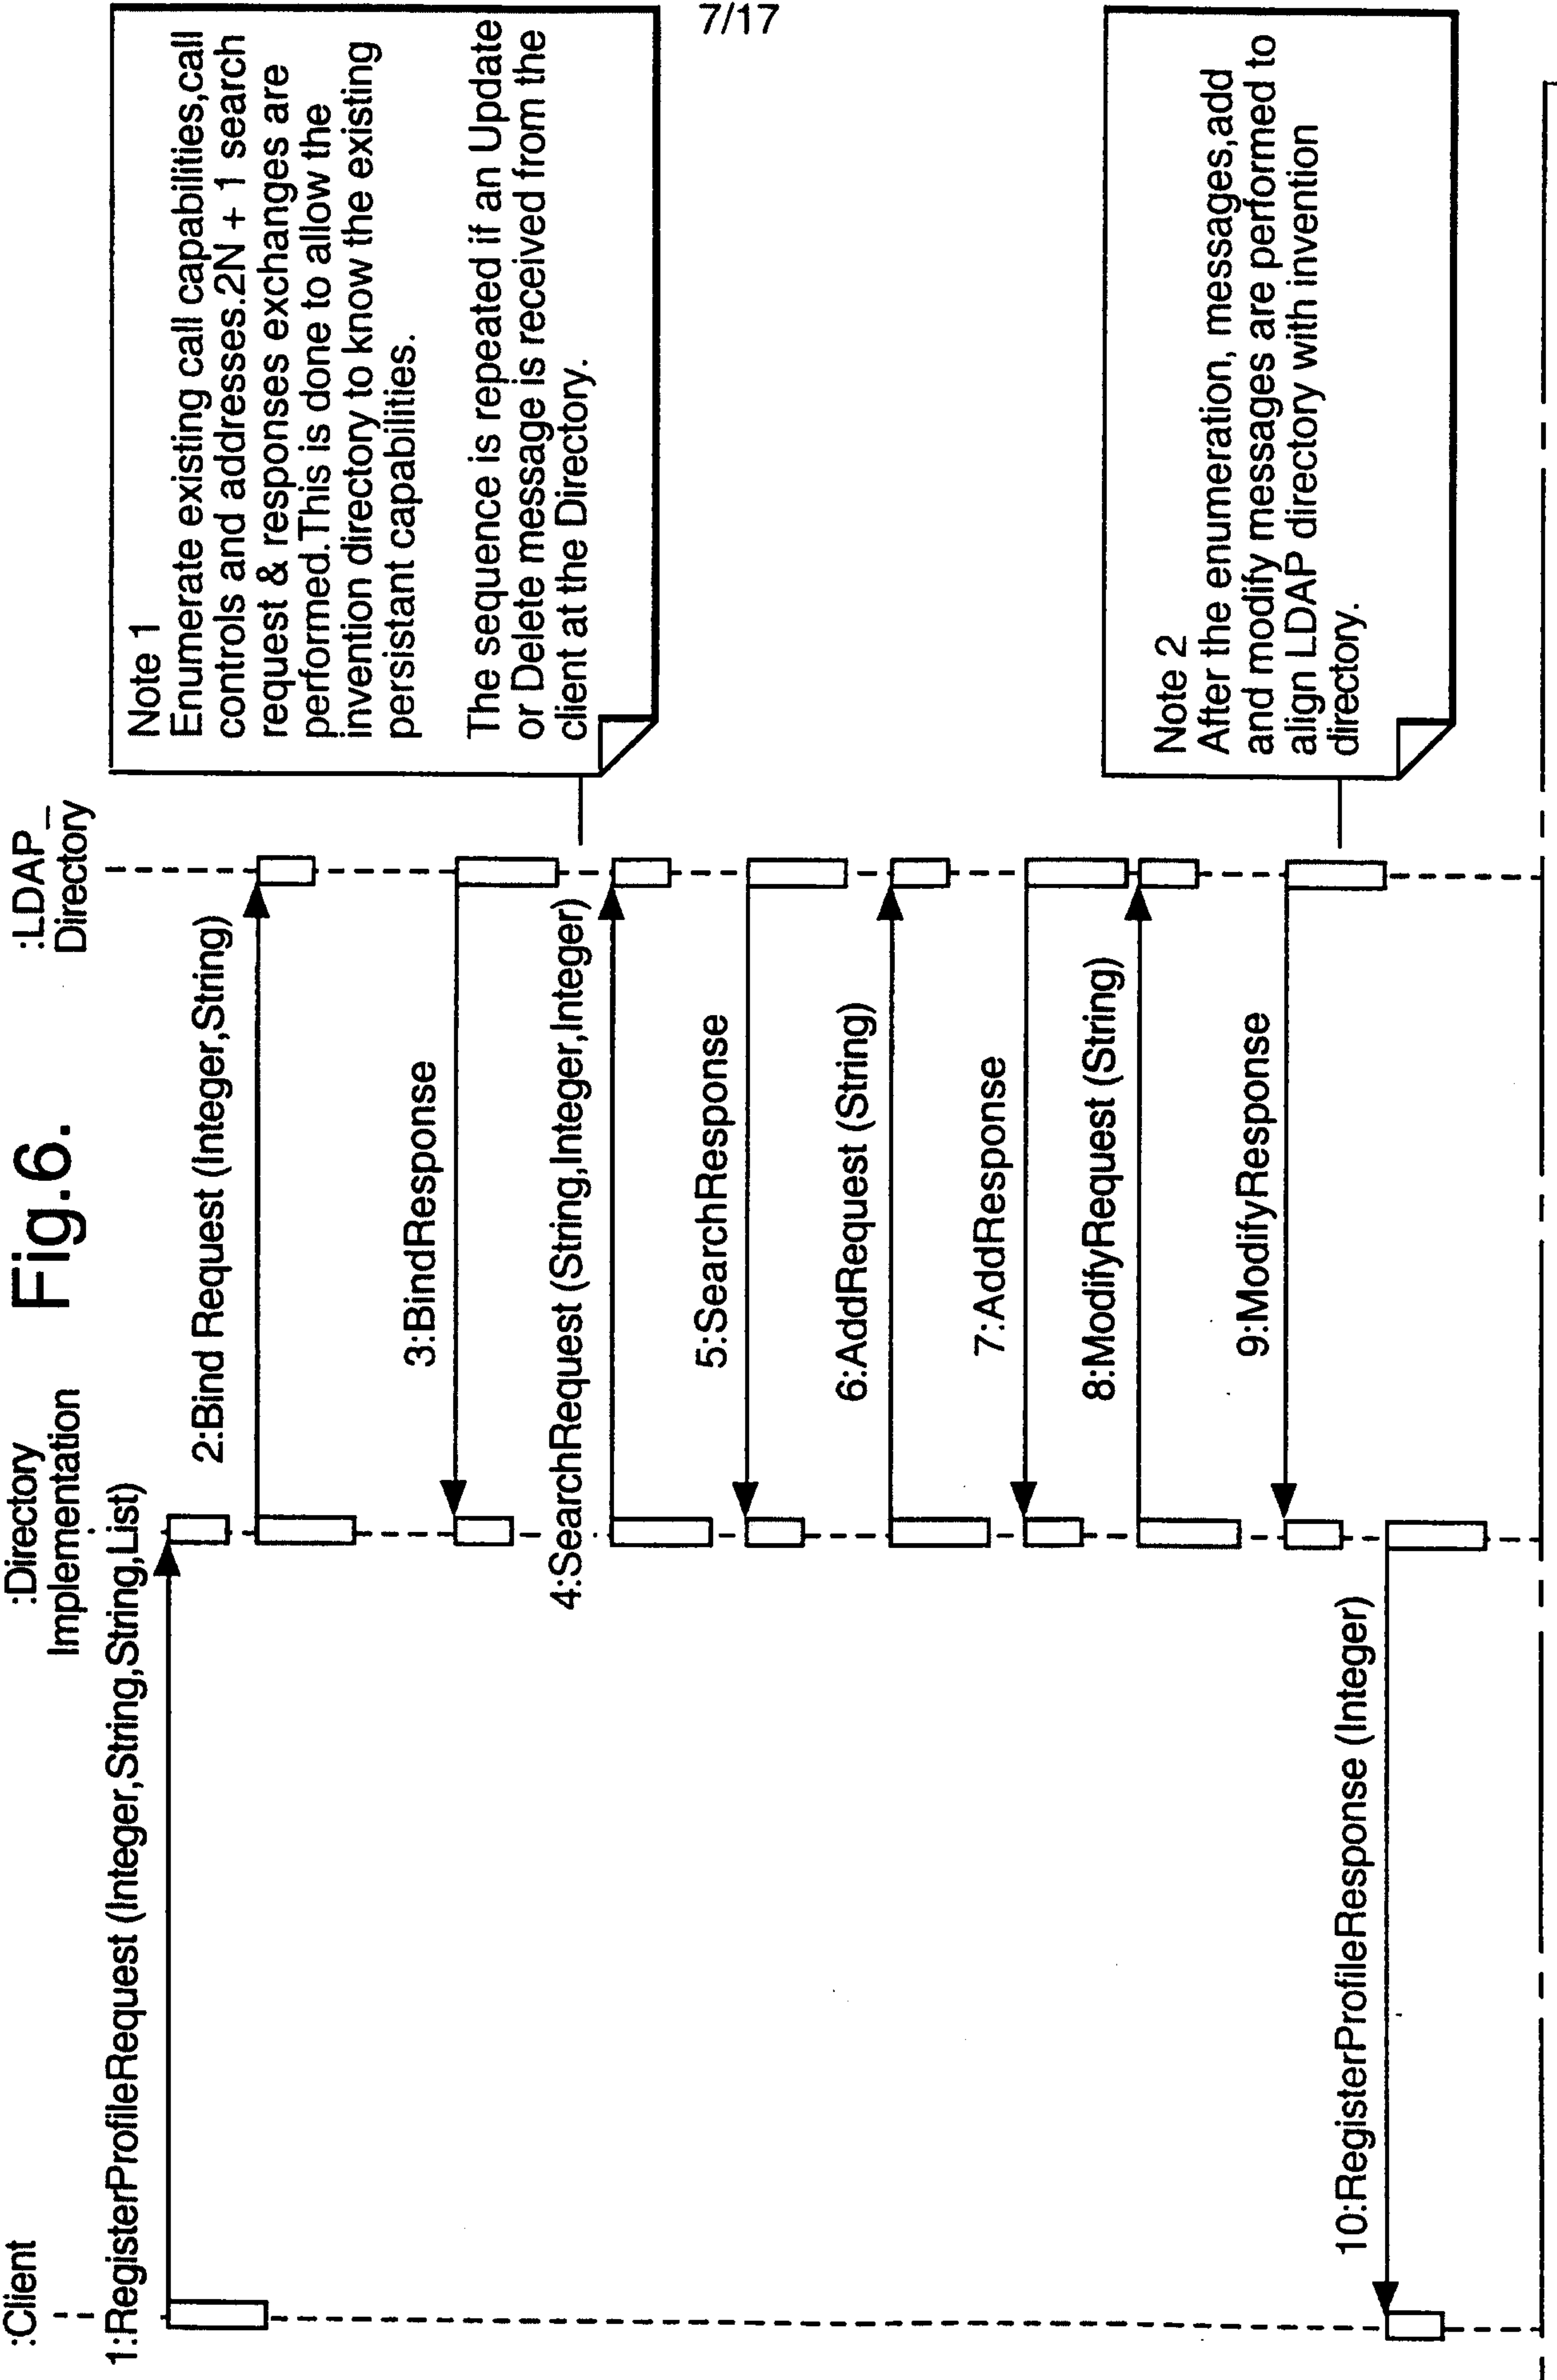 7/17
Fig.6.
:Client
:Directory
Implementation
:LDAP_
Directory
1:RegisterProfileRequest (Integer,String,String,List)
2:Bind Request (Integer,String)
3:BindResponse
4:SearchRequest (String,Integer,Integer)
5:SearchResponse
6:AddRequest (String)
7:AddResponse
8:ModifyRequest (String)
9:ModifyResponse
10:RegisterProfileResponse (Integer)
Note 1
Enumerate existing call capabilities,call
controls and addresses.2N + 1 search
request & responses exchanges are
performed.This is done to allow the
invention directory to know the existing
persistant capabilities.
The sequence is repeated if an Update
or Delete message is received from the
client at the Directory.
Note 2
After the enumeration, messages,add
and modify messages are performed to
align LDAP directory with invention
directory.